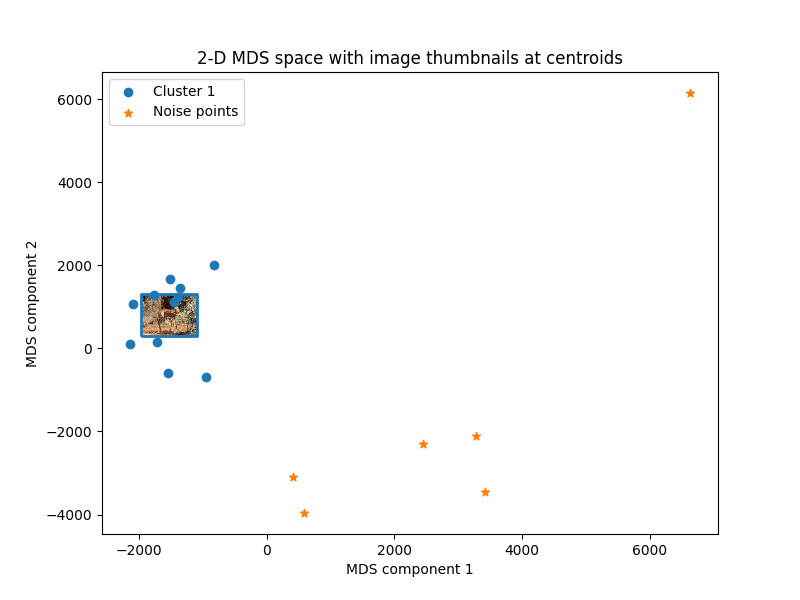 2-D MDS space with image thumbnails at centroids
Cluster 1
Noise points
6000
4000
2000
0
−2000
−4000
MDS component 2
−2000
0
2000
4000
6000
MDS component 1